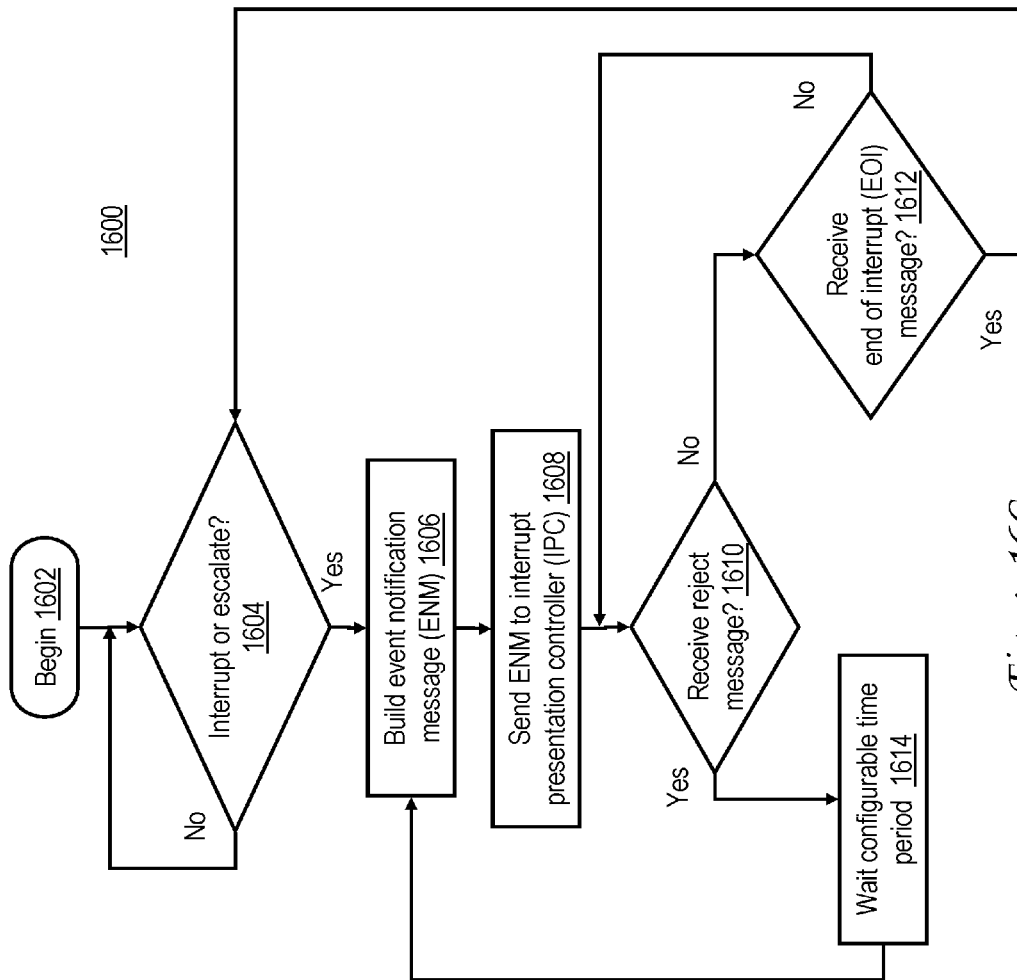 1600
Begin 1602
Interrupt or escalate?
1604
No
Yes
Build event notification
message (ENM) 1606
Send ENM to interrupt
presentation controller (IPC) 1608
Receive reject
message? 1610
Yes
No
Receive
end of interrupt (EOI)
message? 1612
No
Yes
Wait configurable time
period 1614